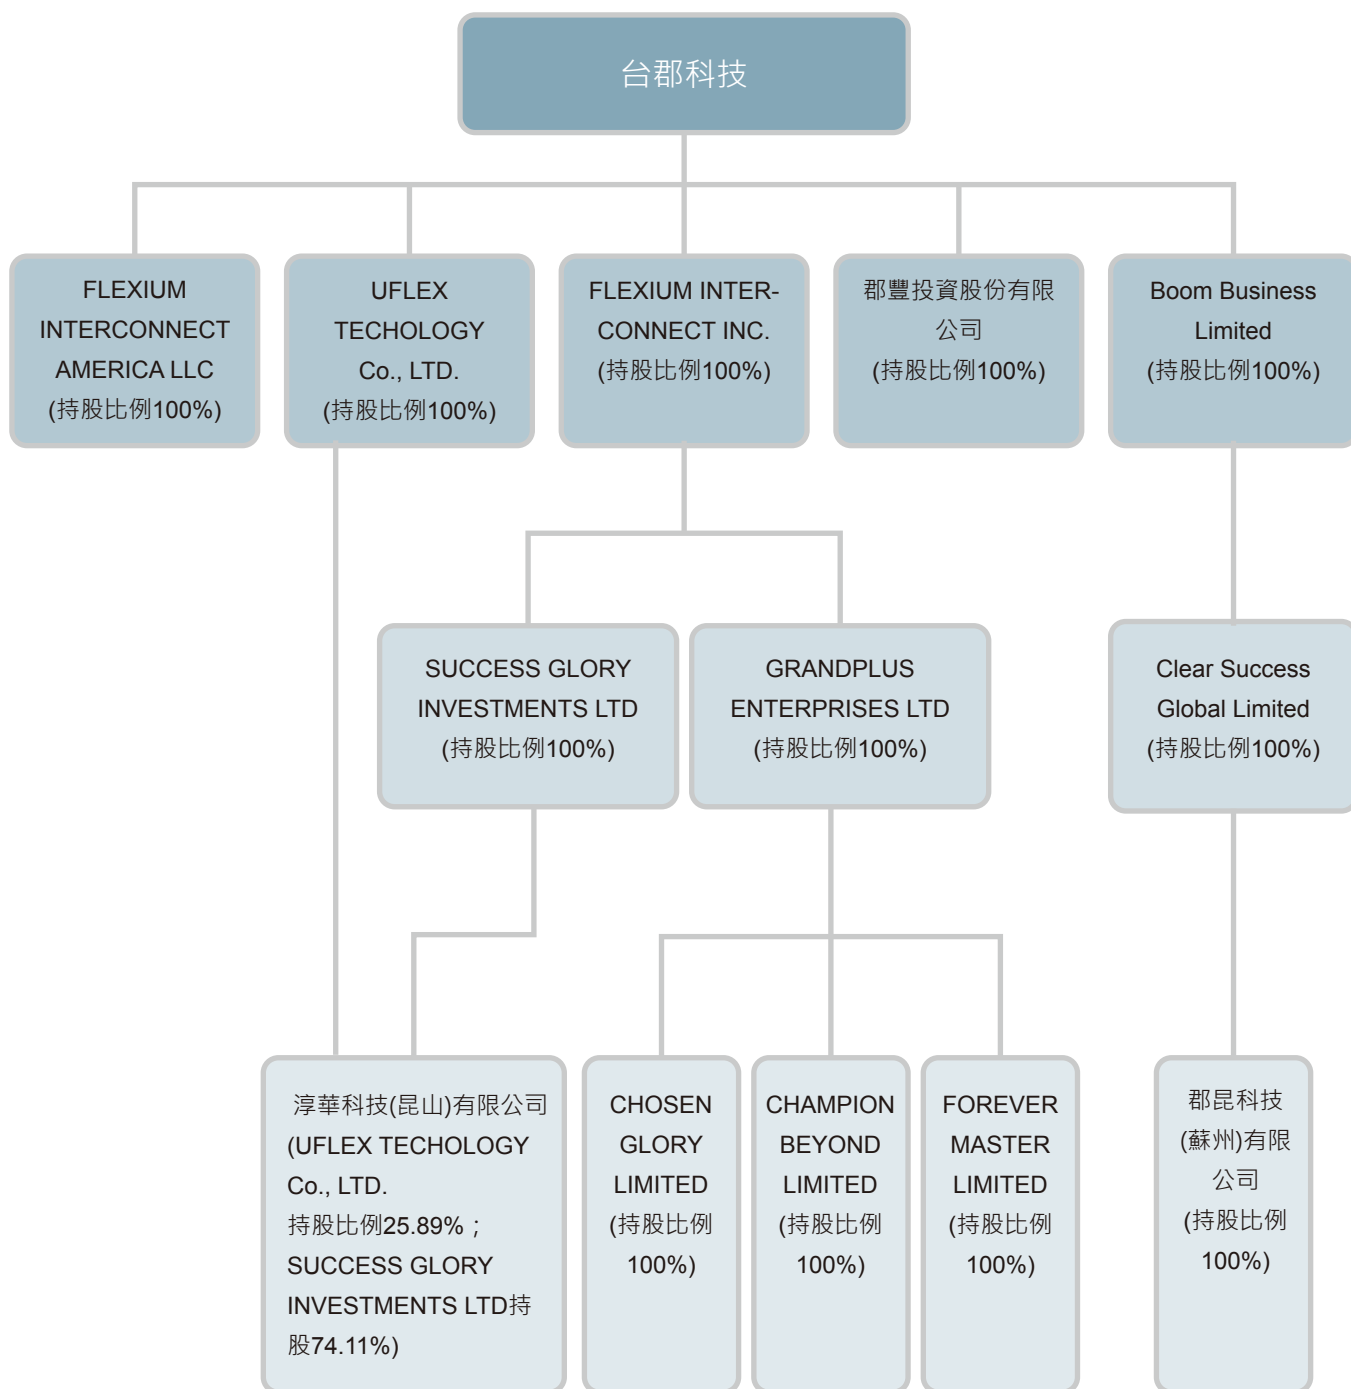 台郡科技
FLEXIUM
INTERCONNECT
AMERICA LLC
(持股比例100%)
UFLEX
TECHOLOGY
Co., LTD.
(持股比例100%)
FLEXIUM INTER-
CONNECT INC.
(持股比例100%)
郡豐投資股份有限
公司
(持股比例100%)
Boom Business
Limited
(持股比例100%)
SUCCESS GLORY
INVESTMENTS LTD
(持股比例100%)
GRANDPLUS
ENTERPRISES LTD
(持股比例100%)
Clear Success
Global Limited
(持股比例100%)
淳華科技(昆山)有限公司
(UFLEX TECHOLOGY
Co., LTD.
持股比例25.89%；
SUCCESS GLORY
INVESTMENTS LTD持
股74.11%)
CHOSEN
GLORY
LIMITED
(持股比例
100%)
CHAMPION
BEYOND
LIMITED
(持股比例
100%)
FOREVER
MASTER
LIMITED
(持股比例
100%)
郡昆科技
(蘇州)有限
公司
(持股比例
100%)